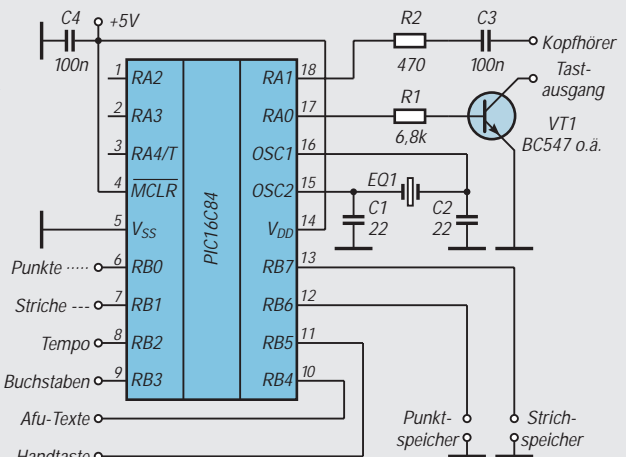 C4
+5V
100n
R2
470
C3
100n
Kopfhörer
Tast-
ausgang
R1
6,8k
VT1
BC547 o.ä.
PIC16C84
1 RA2
2 RA3
3 RA4/T
4 MCLR
5 VSS
6 RB0
7 RB1
8 RB2
9 RB3
RA1 18
RA0 17
OSC1 16
OSC2 15
VDD 14
RB7 13
RB6 12
RB5 11
RB4 10
EQ1
C1
22
C2
22
Punkte ·····
Striche ---
Tempo
Buchstaben
Afu-Texte
Handtaste
Punkt-
speicher
Strich-
speicher